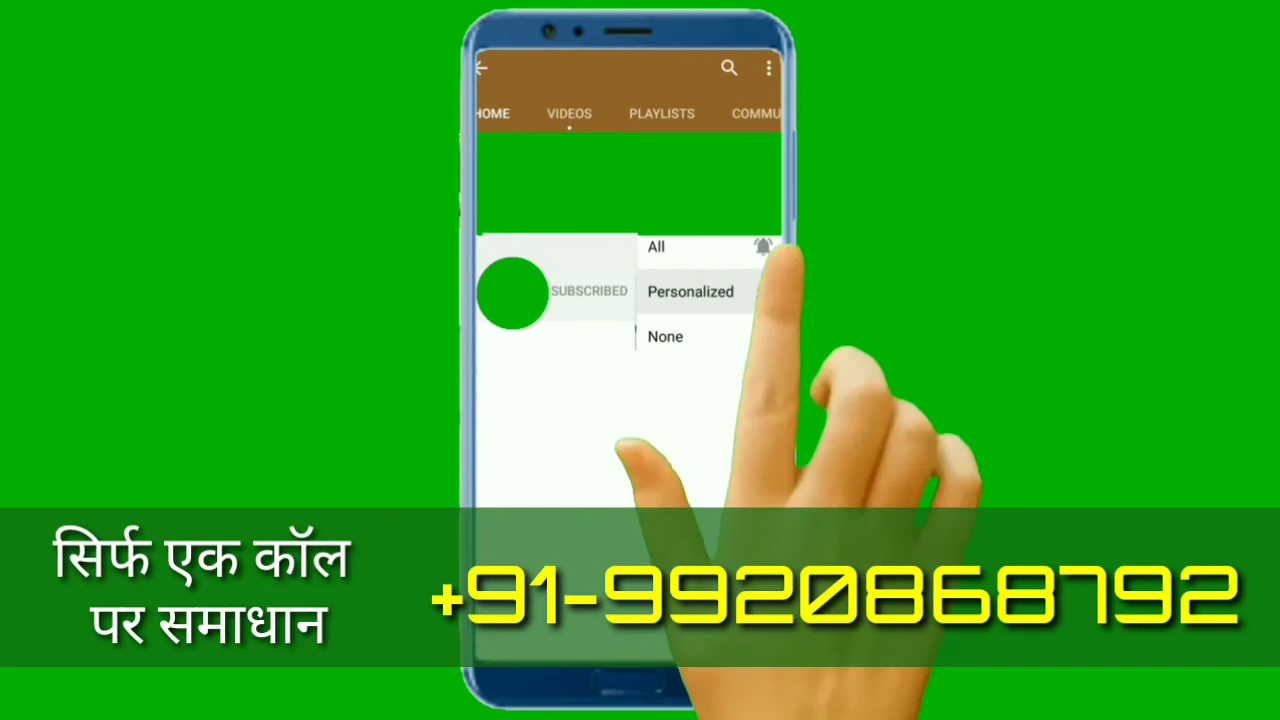 HOME VIDEOS PLAYLISTS COMMU
All
SUBSCRIBED Personalized
None
सिर्फ एक कॉल
पर समाधान
+91-9920868792